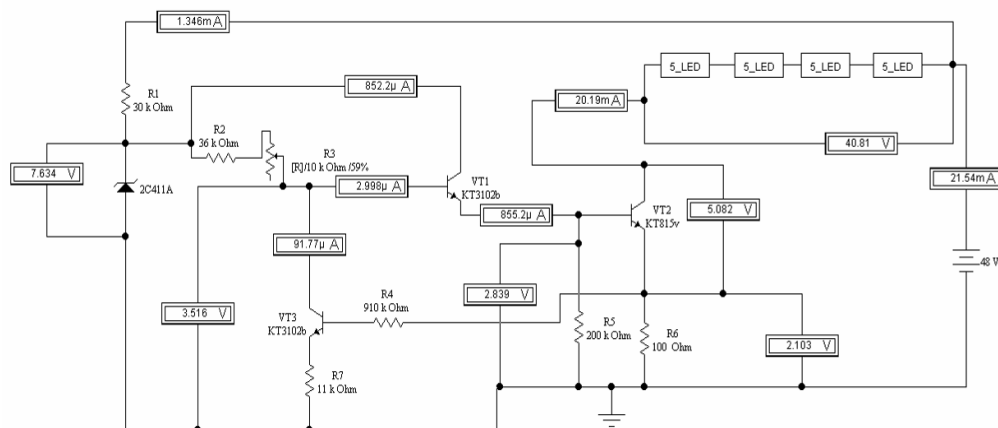 1.346mA
5_LED 5_LED 5_LED 5_LED
852.2μ A
20.19mA
R1
30 k Ohm
R2
36 k Ohm
40.81 V
R3
[R]/10 k Ohm /59%
7.634 V
21.54mA
2C411A
2.998μ A
VT1
KT3102b
855.2μ A
VT2
KT815v
5.082 V
91.77μ A
48 V
2.839 V
R4
910 k Ohm
3.516 V
VT3
KT3102b
R5
200 k Ohm
R6
100 Ohm
2.103 V
R7
11 k Ohm